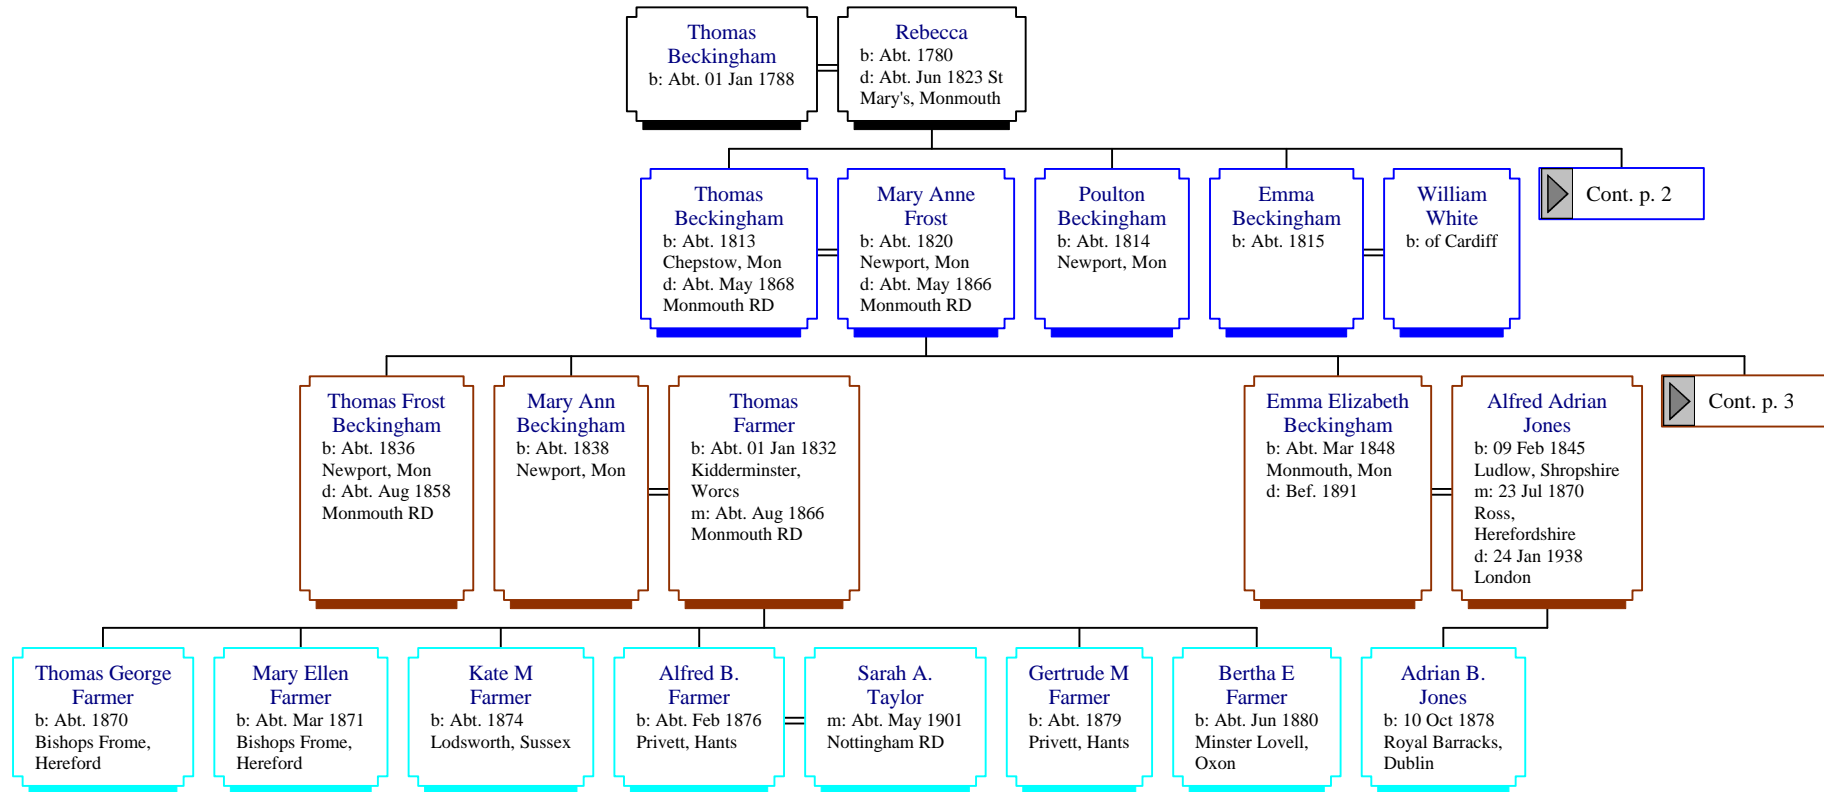 Thomas
Beckingham
b: Abt. 01 Jan 1788
Rebecca
b: Abt. 1780
d: Abt. Jun 1823 St
Mary's, Monmouth
Thomas
Beckingham
b: Abt. 1813
Chepstow, Mon
d: Abt. May 1868
Monmouth RD
Mary Anne
Frost
b: Abt. 1820
Newport, Mon
d: Abt. May 1866
Monmouth RD
Poulton
Beckingham
b: Abt. 1814
Newport, Mon
Emma
Beckingham
b: Abt. 1815
William
White
b: of Cardiff
Cont. p. 2
Thomas Frost
Beckingham
b: Abt. 1836
Newport, Mon
d: Abt. Aug 1858
Monmouth RD
Mary Ann
Beckingham
b: Abt. 1838
Newport, Mon
Thomas
Farmer
b: Abt. 01 Jan 1832
Kidderminster,
Worcs
m: Abt. Aug 1866
Monmouth RD
Emma Elizabeth
Beckingham
b: Abt. Mar 1848
Monmouth, Mon
d: Bef. 1891
Alfred Adrian
Jones
b: 09 Feb 1845
Ludlow, Shropshire
m: 23 Jul 1870
Ross,
Herefordshire
d: 24 Jan 1938
London
Cont. p. 3
Thomas George
Farmer
b: Abt. 1870
Bishops Frome,
Hereford
Mary Ellen
Farmer
b: Abt. Mar 1871
Bishops Frome,
Hereford
Kate M
Farmer
b: Abt. 1874
Lodsworth, Sussex
Alfred B.
Farmer
b: Abt. Feb 1876
Privett, Hants
Sarah A.
Taylor
m: Abt. May 1901
Nottingham RD
Gertrude M
Farmer
b: Abt. 1879
Privett, Hants
Bertha E
Farmer
b: Abt. Jun 1880
Minster Lovell,
Oxon
Adrian B.
Jones
b: 10 Oct 1878
Royal Barracks,
Dublin